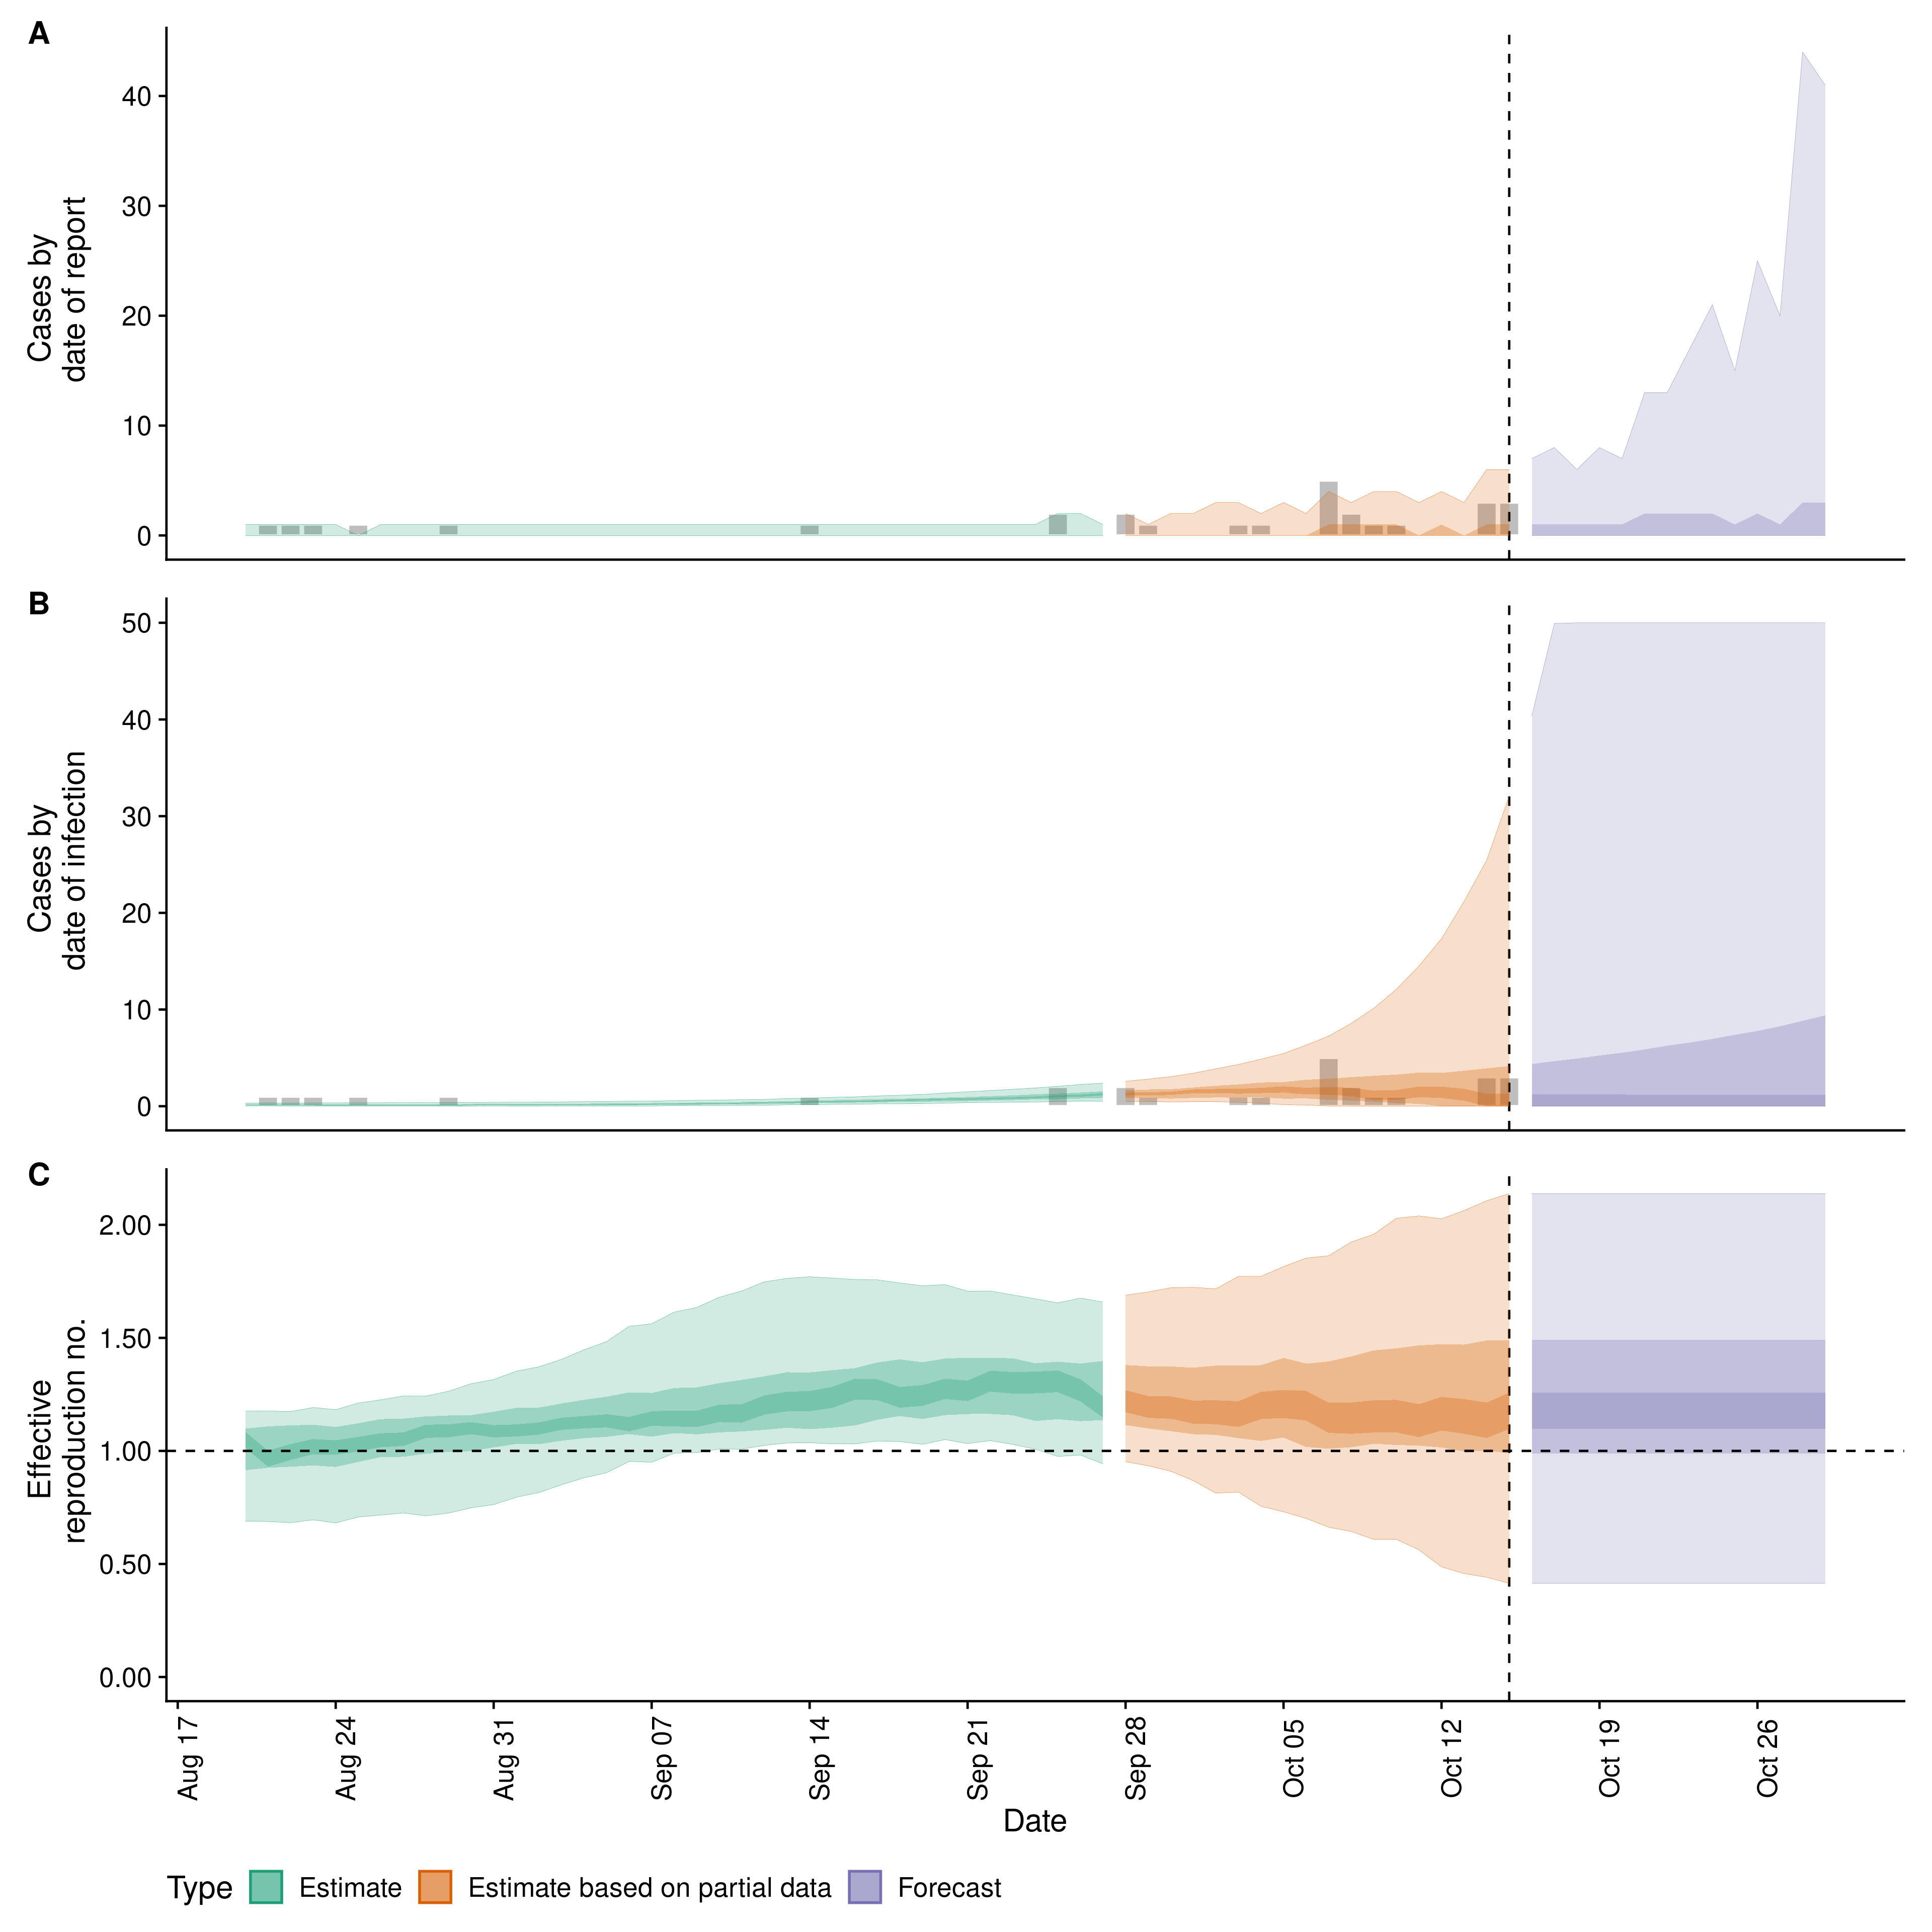 A
Cases by
date of report
40
30
20
10
0
B
Cases by
date of infection
50
40
30
20
10
0
C
Effective
reproduction no.
2.00
1.50
1.00
0.50
0.00
Aug 17
Aug 24
Aug 31
Sep 07
Sep 14
Sep 21
Sep 28
Oct 05
Oct 12
Oct 19
Oct 26
Date
Type Estimate Estimate based on partial data Forecast